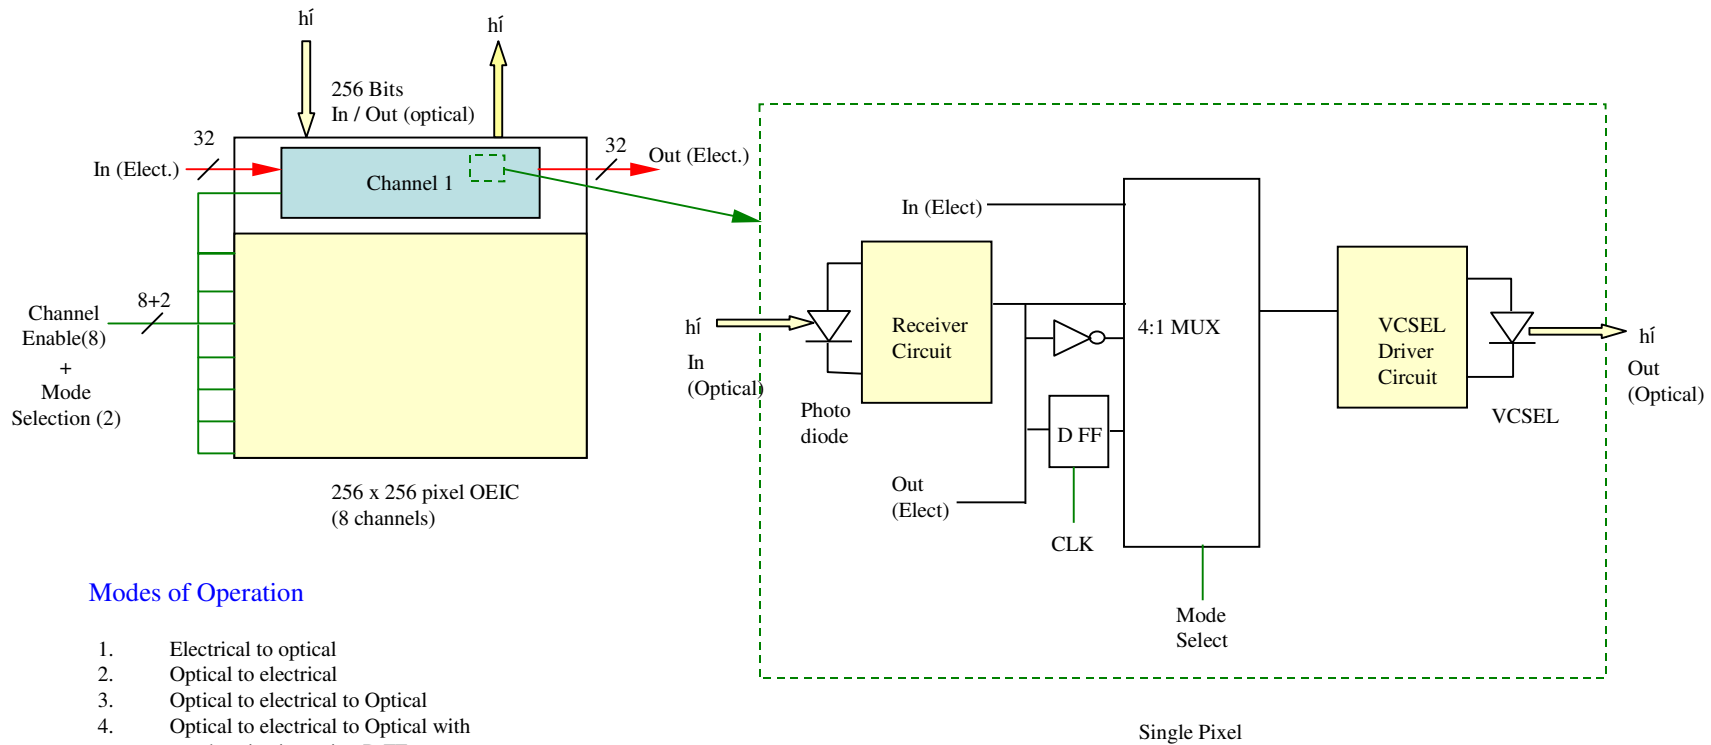 hí
hí
256 Bits
In / Out (optical)
32
In (Elect.)
32
Out (Elect.)
Channel 1
8+2
Channel
Enable(8)
+
Mode
Selection (2)
256 x 256 pixel OEIC
(8 channels)
In (Elect)
hí
In
(Optical)
Photo
diode
Receiver
Circuit
4:1 MUX
D FF
Out
(Elect)
CLK
Mode
Select
VCSEL
Driver
Circuit
VCSEL
hí
Out
(Optical)
Single Pixel
Modes of Operation
1. Electrical to optical
2. Optical to electrical
3. Optical to electrical to Optical
4. Optical to electrical to Optical with